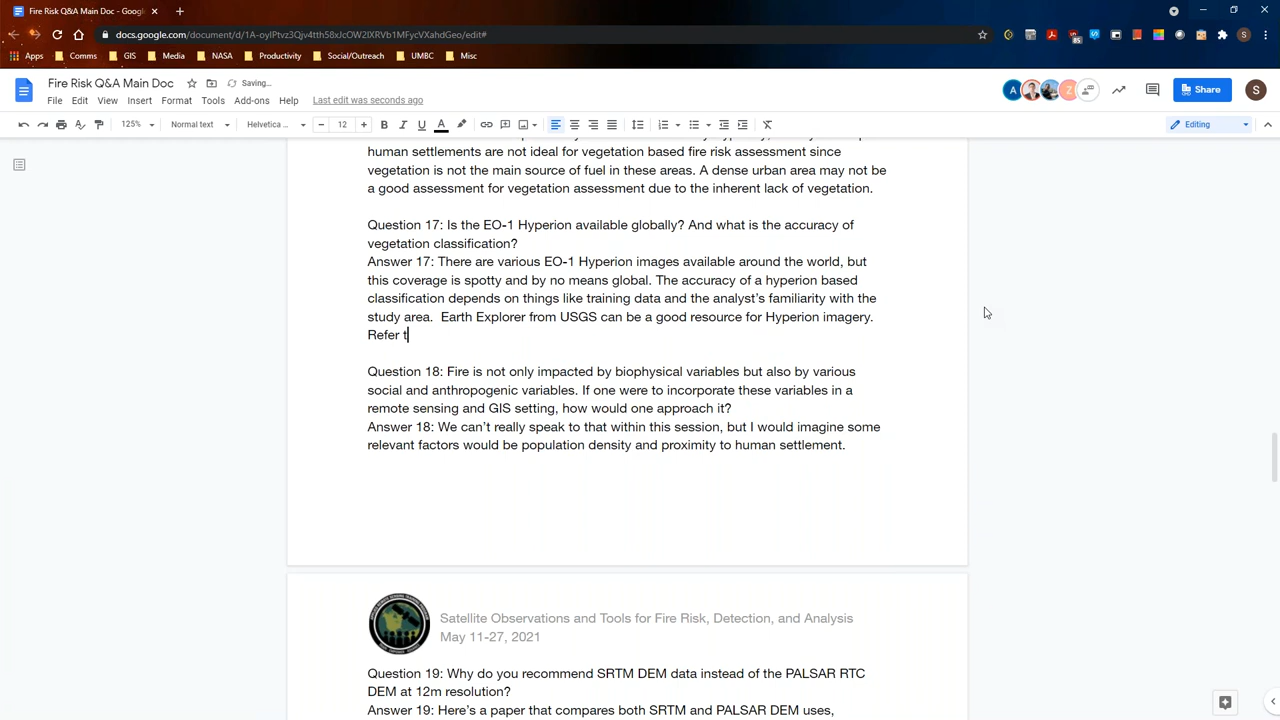 Fire Risk Q&A Main Doc - Googl
docs.google.com/document/d/1A-oyIPtvz3Qjv4tth58xJcOW2IXRVb1MFycVXahdGeo/edit#
Apps Comms GIS Media NASA Productivity Social/Outreach UMBC Misc
Fire Risk Q&A Main Doc Saving...
File Edit View Insert Format Tools Add-ons Help Last edit was seconds ago
A Z Share S
125% Normal text Helvetica ... 12 B I U A Editing
human settlements are not ideal for vegetation based fire risk assessment since
vegetation is not the main source of fuel in these areas. A dense urban area may not be
a good assessment for vegetation assessment due to the inherent lack of vegetation.
Question 17: Is the EO-1 Hyperion available globally? And what is the accuracy of
vegetation classification?
Answer 17: There are various EO-1 Hyperion images available around the world, but
this coverage is spotty and by no means global. The accuracy of a hyperion based
classification depends on things like training data and the analyst's familiarity with the
study area.  Earth Explorer from USGS can be a good resource for Hyperion imagery.
Refer t
Question 18: Fire is not only impacted by biophysical variables but also by various
social and anthropogenic variables. If one were to incorporate these variables in a
remote sensing and GIS setting, how would one approach it?
Answer 18: We can't really speak to that within this session, but I would imagine some
relevant factors would be population density and proximity to human settlement.
Satellite Observations and Tools for Fire Risk, Detection, and Analysis
May 11-27, 2021
Question 19: Why do you recommend SRTM DEM data instead of the PALSAR RTC
DEM at 12m resolution?
Answer 19: Here's a paper that compares both SRTM and PALSAR DEM uses,